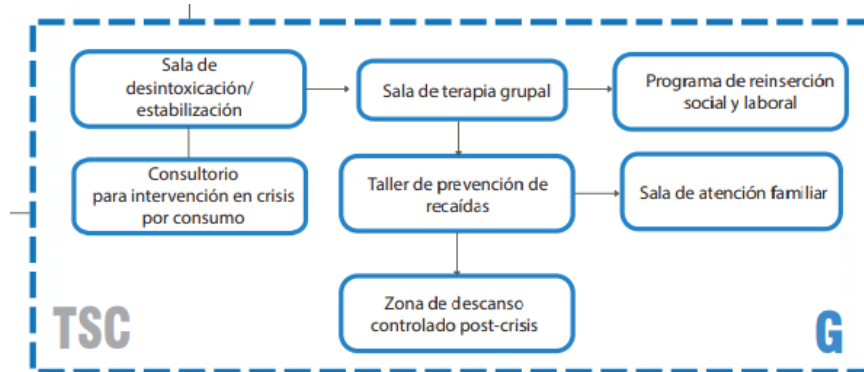 Sala de
desintoxicación/
estabilización
Sala de terapia grupal
Programa de reinserción
social y laboral
Consultorio
para intervención en crisis
por consumo
Taller de prevención de
recaídas
Sala de atención familiar
Zona de descanso
controlado post-crisis
TSC
G